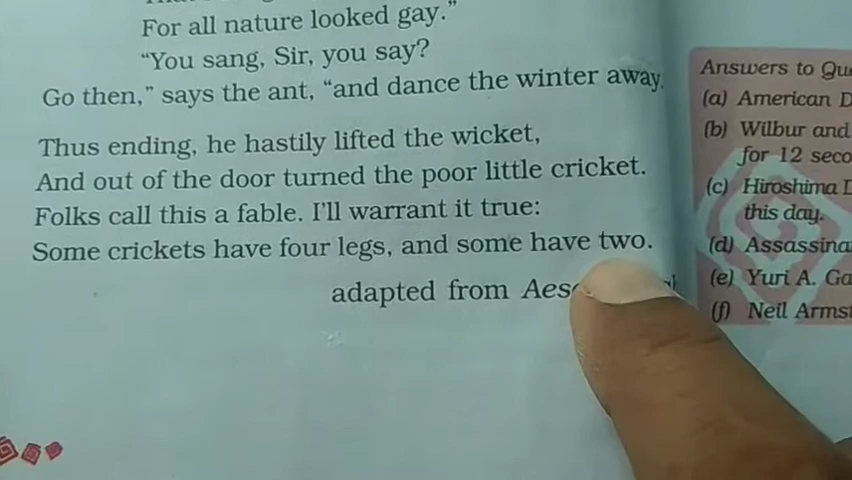 For all nature looked gay."
"You sang, Sir, you say?
Go then," says the ant, "and dance the winter away.
Thus ending, he hastily lifted the wicket,
And out of the door turned the poor little cricket.
Folks call this a fable. I'll warrant it true:
Some crickets have four legs, and some have two.
adapted from
Answers to
(a) American
(b) Wilbur and
for 12
(c) Hiroshima
this day.
(d)
(e) Yuri A.
(f) Neil